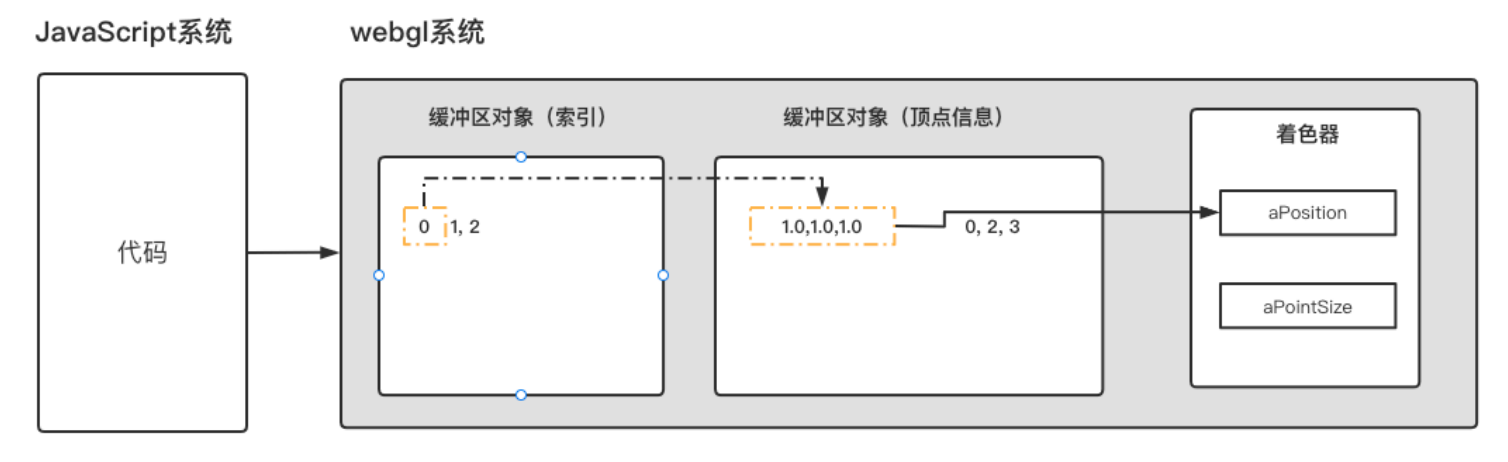 JavaScript系统
webgl系统
代码
缓冲区对象（索引）
0 1, 2
缓冲区对象（顶点信息）
1.0,1.0,1.0 0, 2, 3
着色器
aPosition
aPointSize